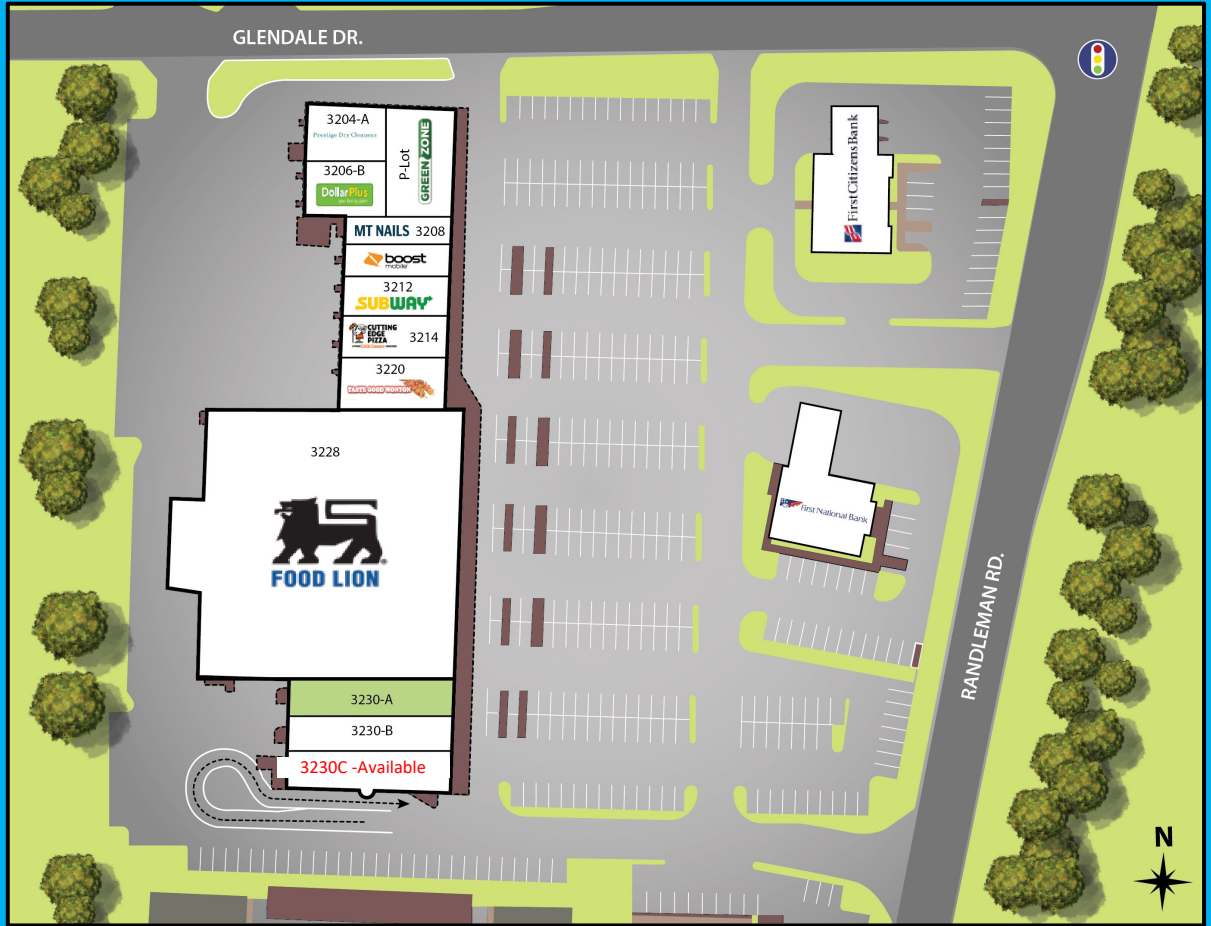 GLENDALE DR.
3204-A
Prestige Dry Cleaners
3206-B
DollarPlus
P-Lot
GREEN ZONE
MT NAILS 3208
boost
mobile
3212
SUBWAY
CUTTING
EDGE
PIZZA
3214
3220
TASTE GOOD WONTON
3228
FOOD LION
3230-A
3230-B
3230C -Available
First Citizens Bank
First National Bank
RANDLEMAN RD.
N